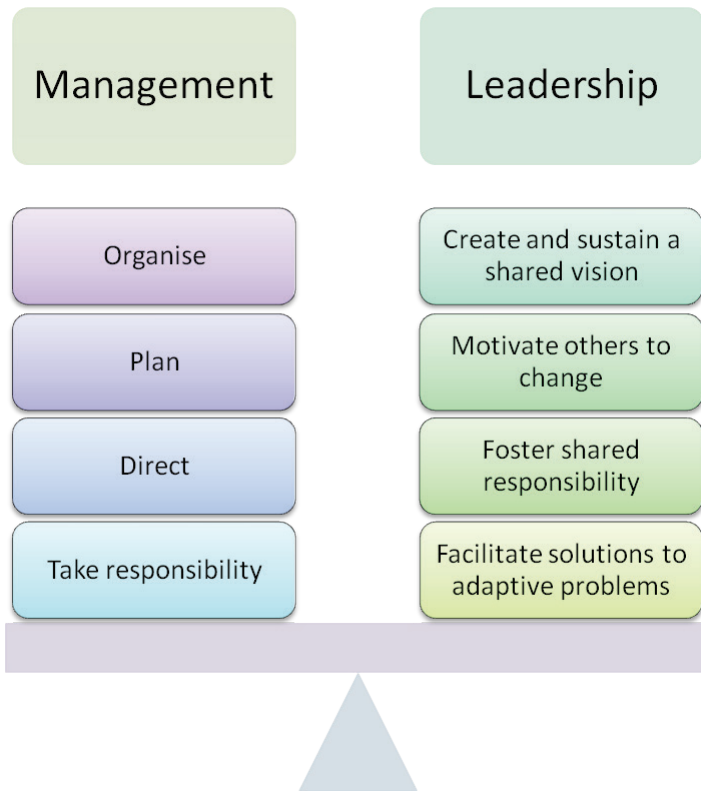 Management
Leadership
Organise
Plan
Direct
Take responsibility
Create and sustain a
shared vision
Motivate others to
change
Foster shared
responsibility
Facilitate solutions to
adaptive problems